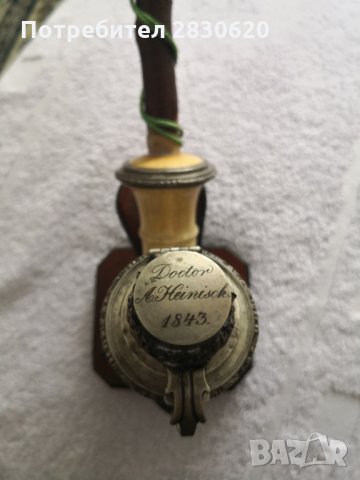 Потребител 2830620
Doctor
A. Heinisch
1843.
BAZAR